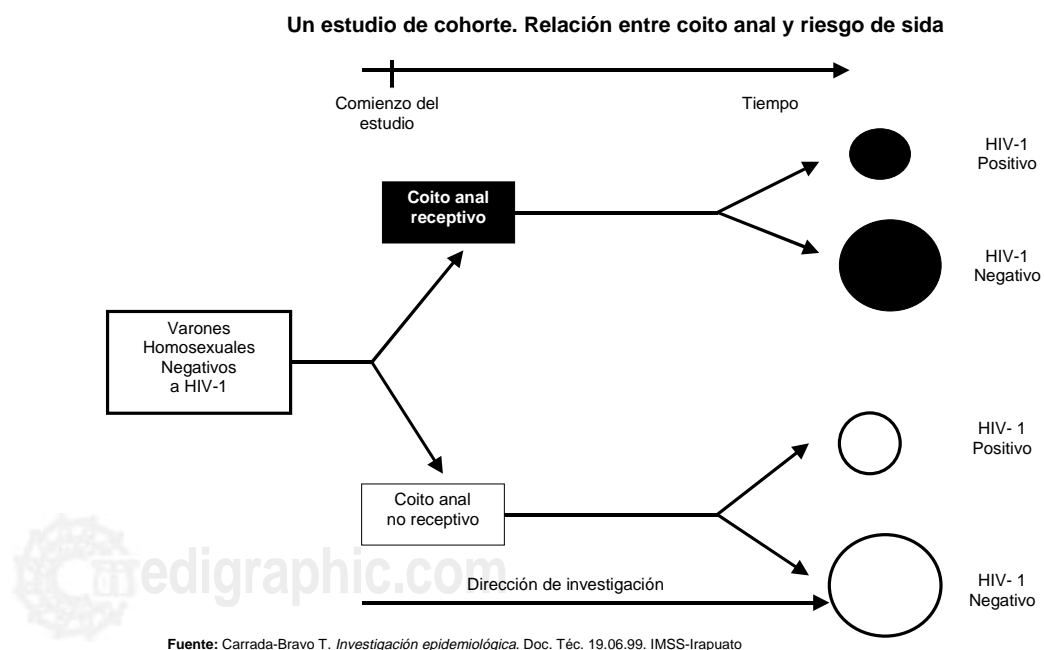 Un estudio de cohorte. Relación entre coito anal y riesgo de sida
Comienzo del
estudio
Tiempo
HIV-1
Positivo
Coito anal
receptivo
HIV-1
Negativo
Varones
Homosexuales
Negativos
a HIV-1
HIV- 1
Positivo
Coito anal
no receptivo
medigraphic.com
Dirección de investigación
HIV- 1
Negativo
Fuente: Carrada-Bravo T. Investigación epidemiológica. Doc. Téc. 19.06.99. IMSS-Irapuato